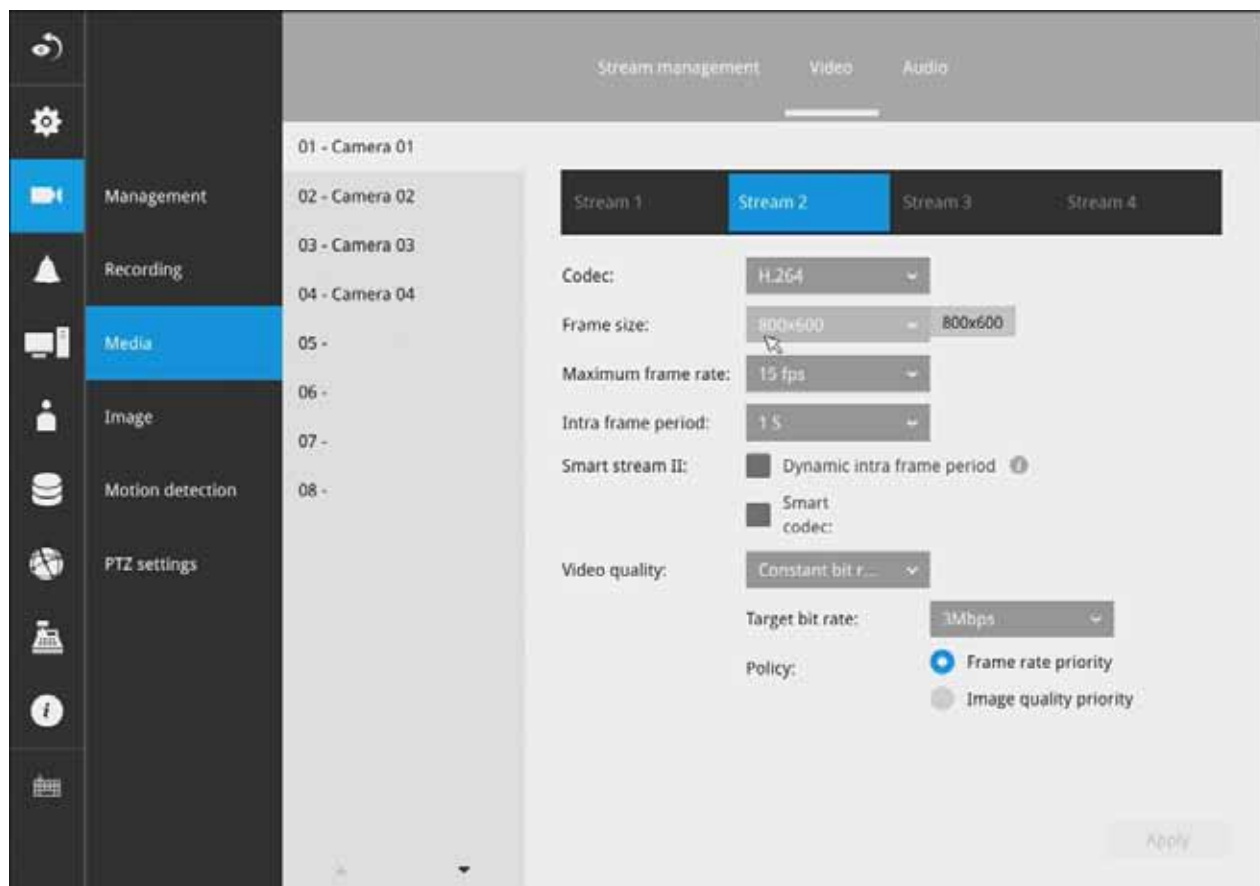 Stream management Video Audio
01 - Camera 01
02 - Camera 02
03 - Camera 03
04 - Camera 04
05 -
06 -
07 -
08 -
Management
Recording
Media
Image
Motion detection
PTZ settings
Stream 1 Stream 2 Stream 3 Stream 4
Codec: H.264
Frame size: 800x600 800x600
Maximum frame rate: 15 fps
Intra frame period: 1 S
Smart stream II: Dynamic intra frame period i
Smart
codec:
Video quality: Constant bit r...
Target bit rate: 3Mbps
Policy: Frame rate priority
Image quality priority
Apply